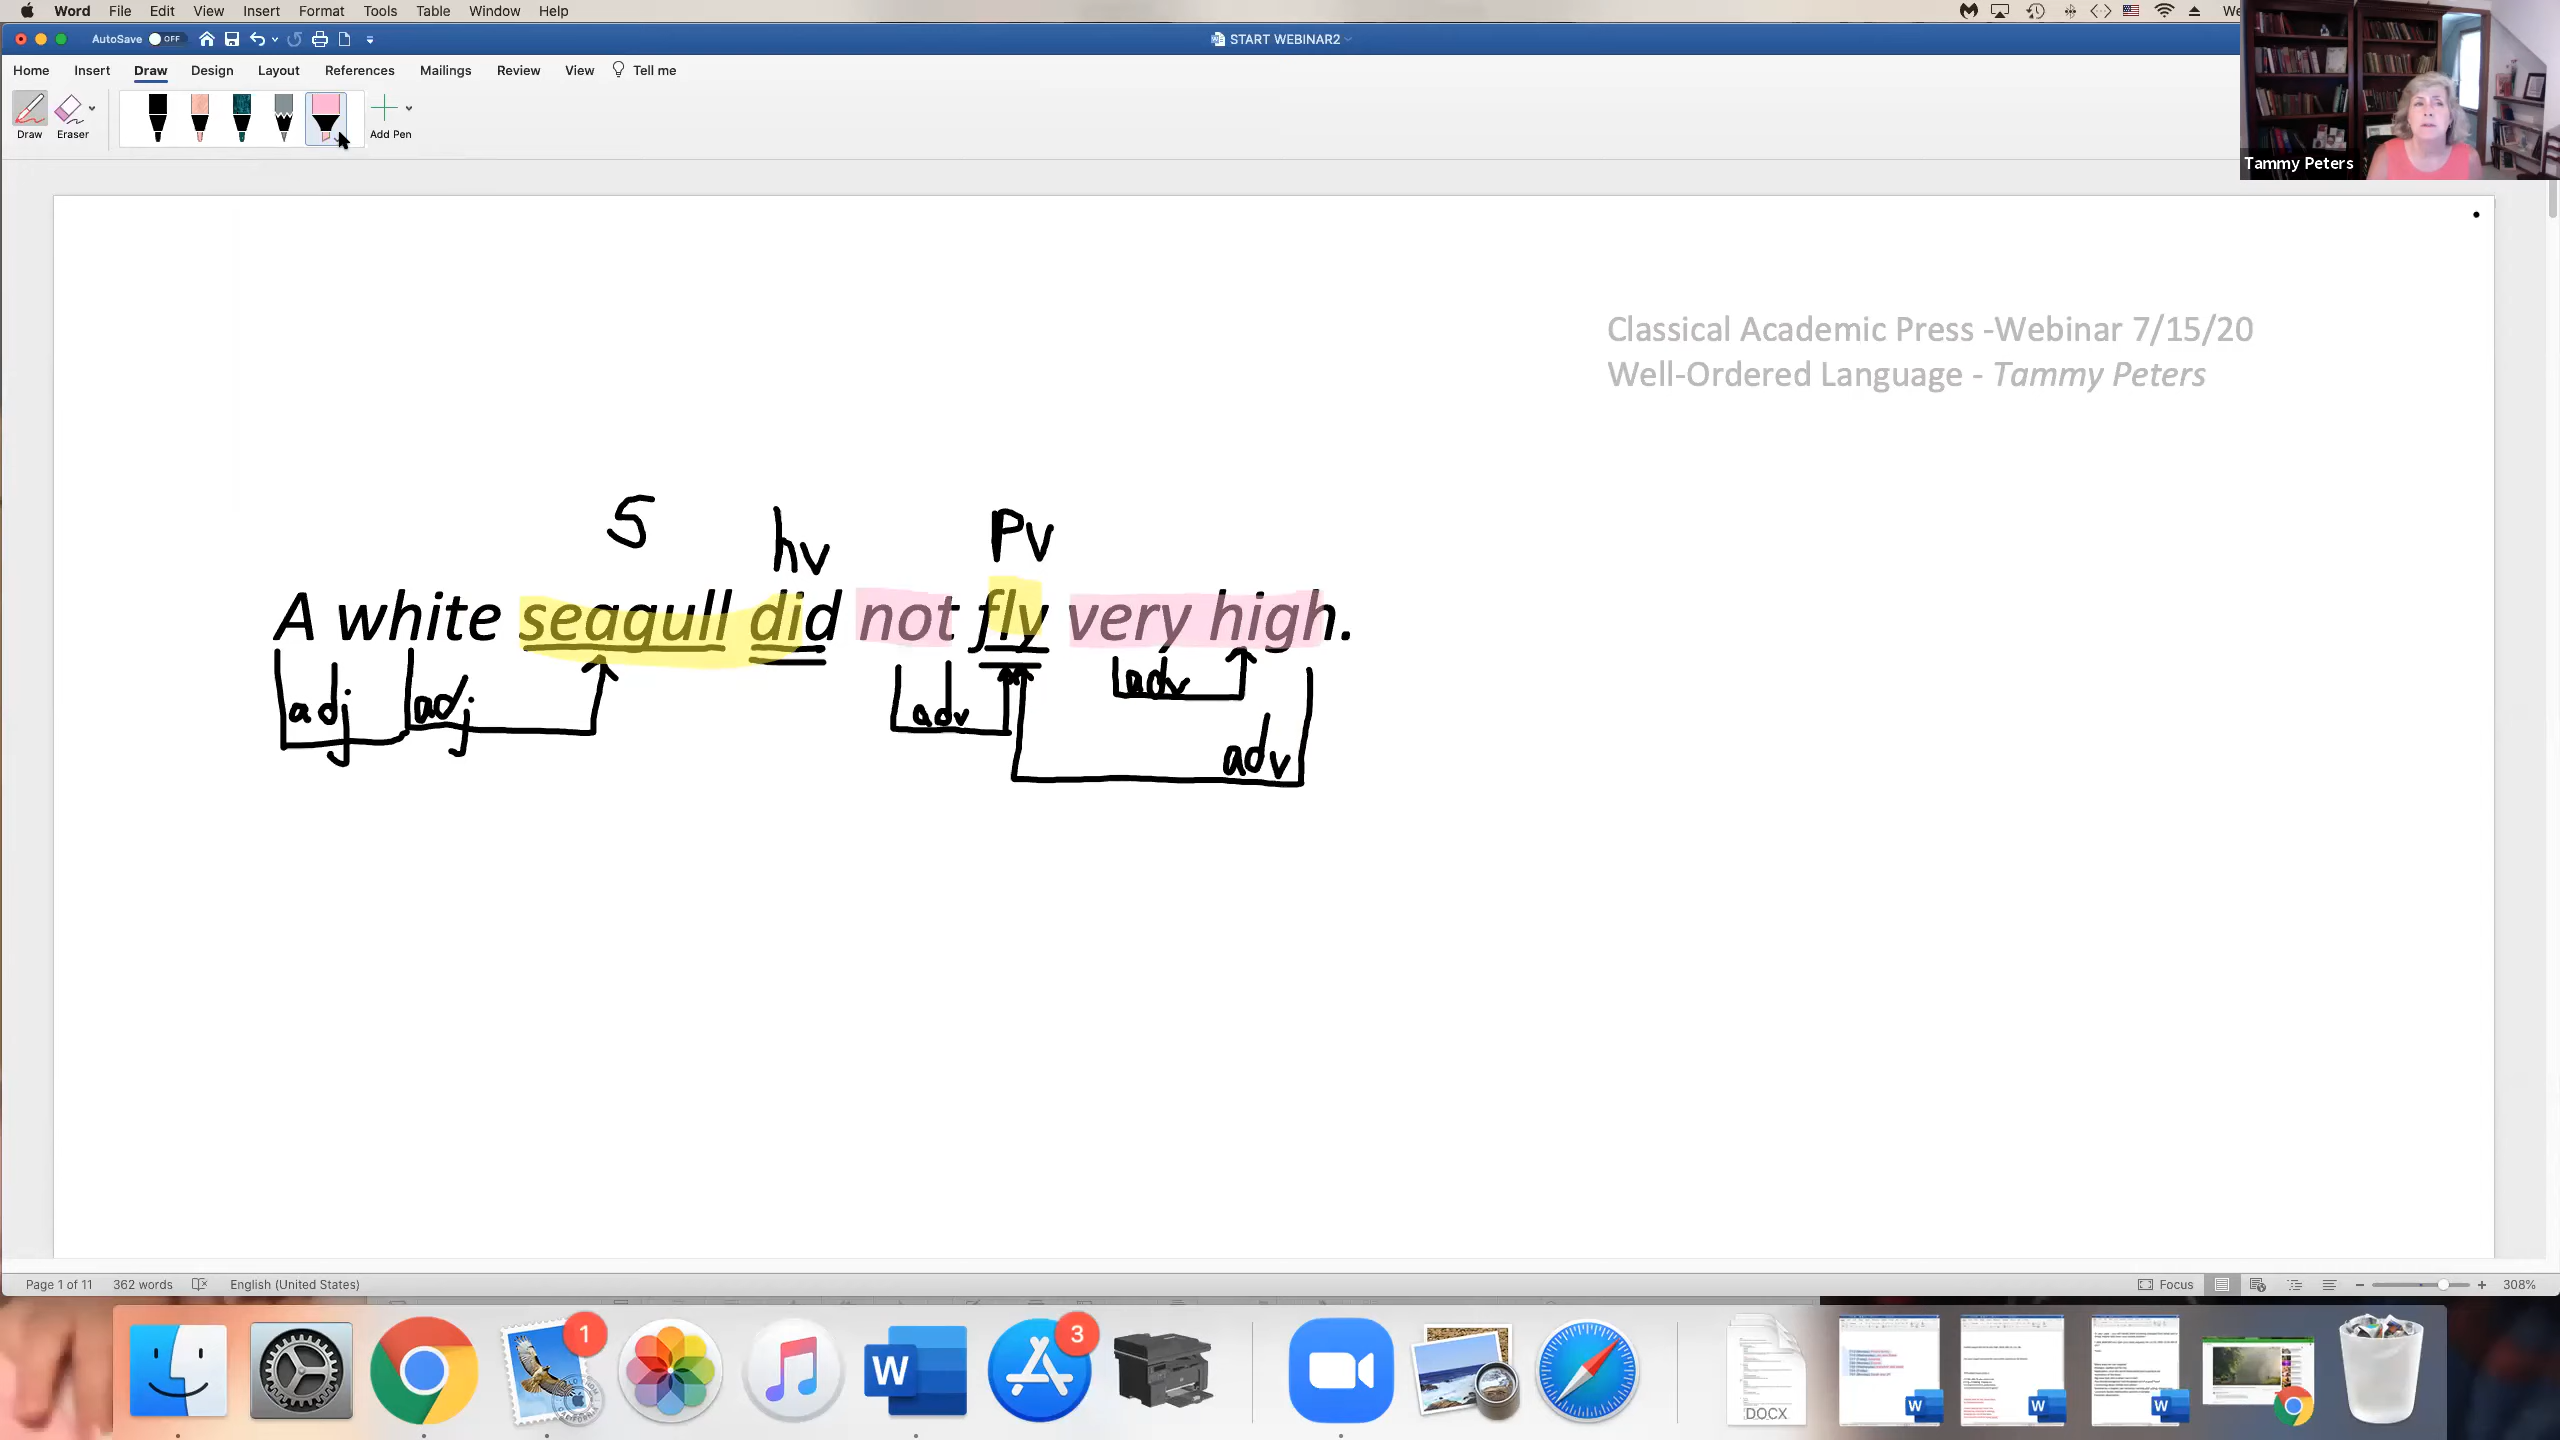 Word File Edit View Insert Format Tools Table Window Help We
AutoSave OFF START WEBINAR2
Home Insert Draw Design Layout References Mailings Review View Tell me
Draw Eraser Add Pen
Tammy Peters
Classical Academic Press -Webinar 7/15/20
Well-Ordered Language - Tammy Peters
S hv PV
A white seagull did not fly very high.
adj adj adv adv
adv
Page 1 of 11 362 words English (United States) Focus 308%
1 3
W DOCX W W W